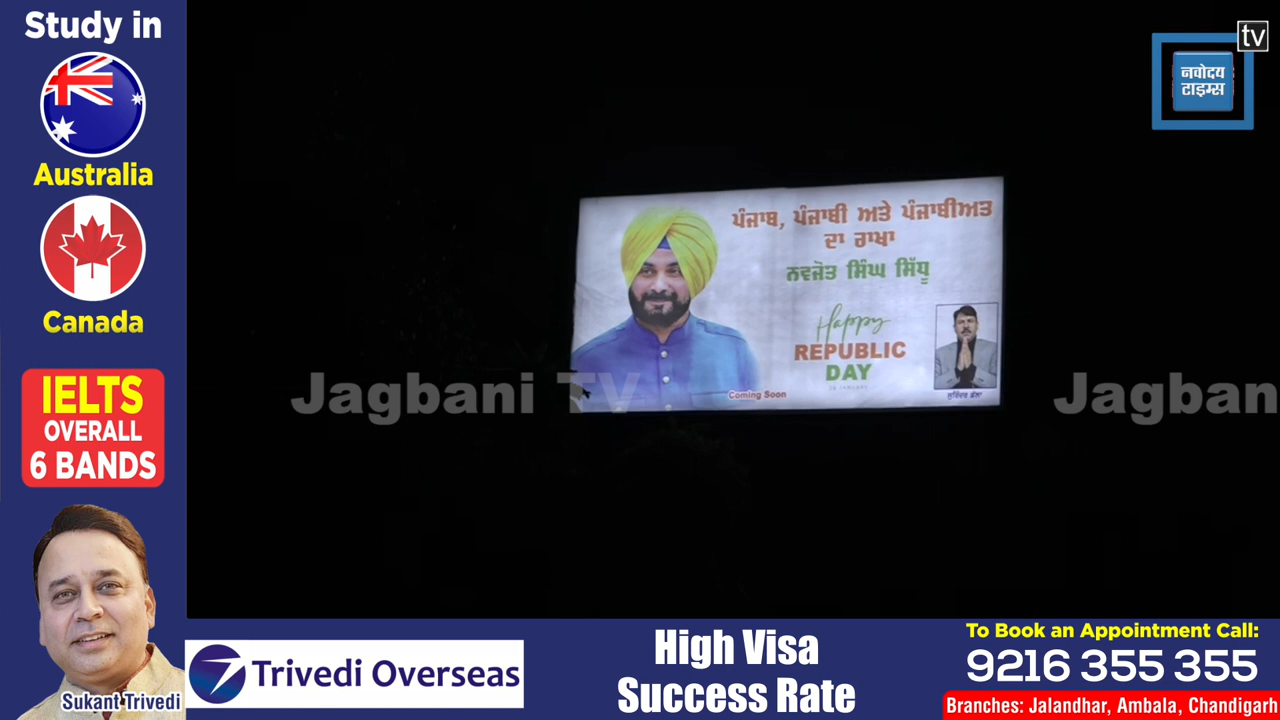 Study in
Australia
Canada
IELTS
OVERALL
6 BANDS
Sukant Trivedi
tv
नवोदय
टाइम्स
ਪੰਜਾਬ, ਪੰਜਾਬੀ ਅਤੇ ਪੰਜਾਬੀਅਤ
ਦਾ ਰਾਖਾ
ਨਵਜੋਤ ਸਿੰਘ ਸਿੱਧੂ
Happy
REPUBLIC
DAY
26 JANUARY
Coming Soon
Jagbani TV
Jagban
Trivedi Overseas
High Visa
Success Rate
To Book an Appointment Call:
9216 355 355
Branches: Jalandhar, Ambala, Chandigarh